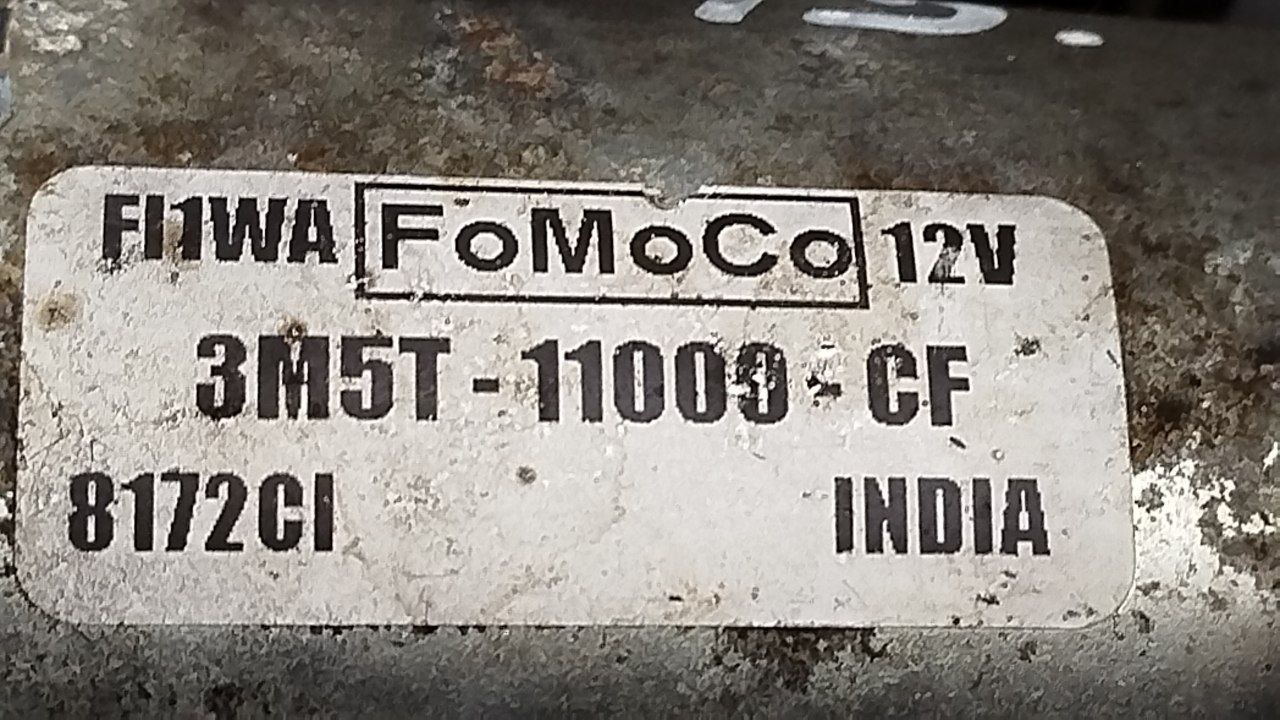 FI1WA FoMoCo 12V
3M5T - 11000 - CF
8172CI
INDIA